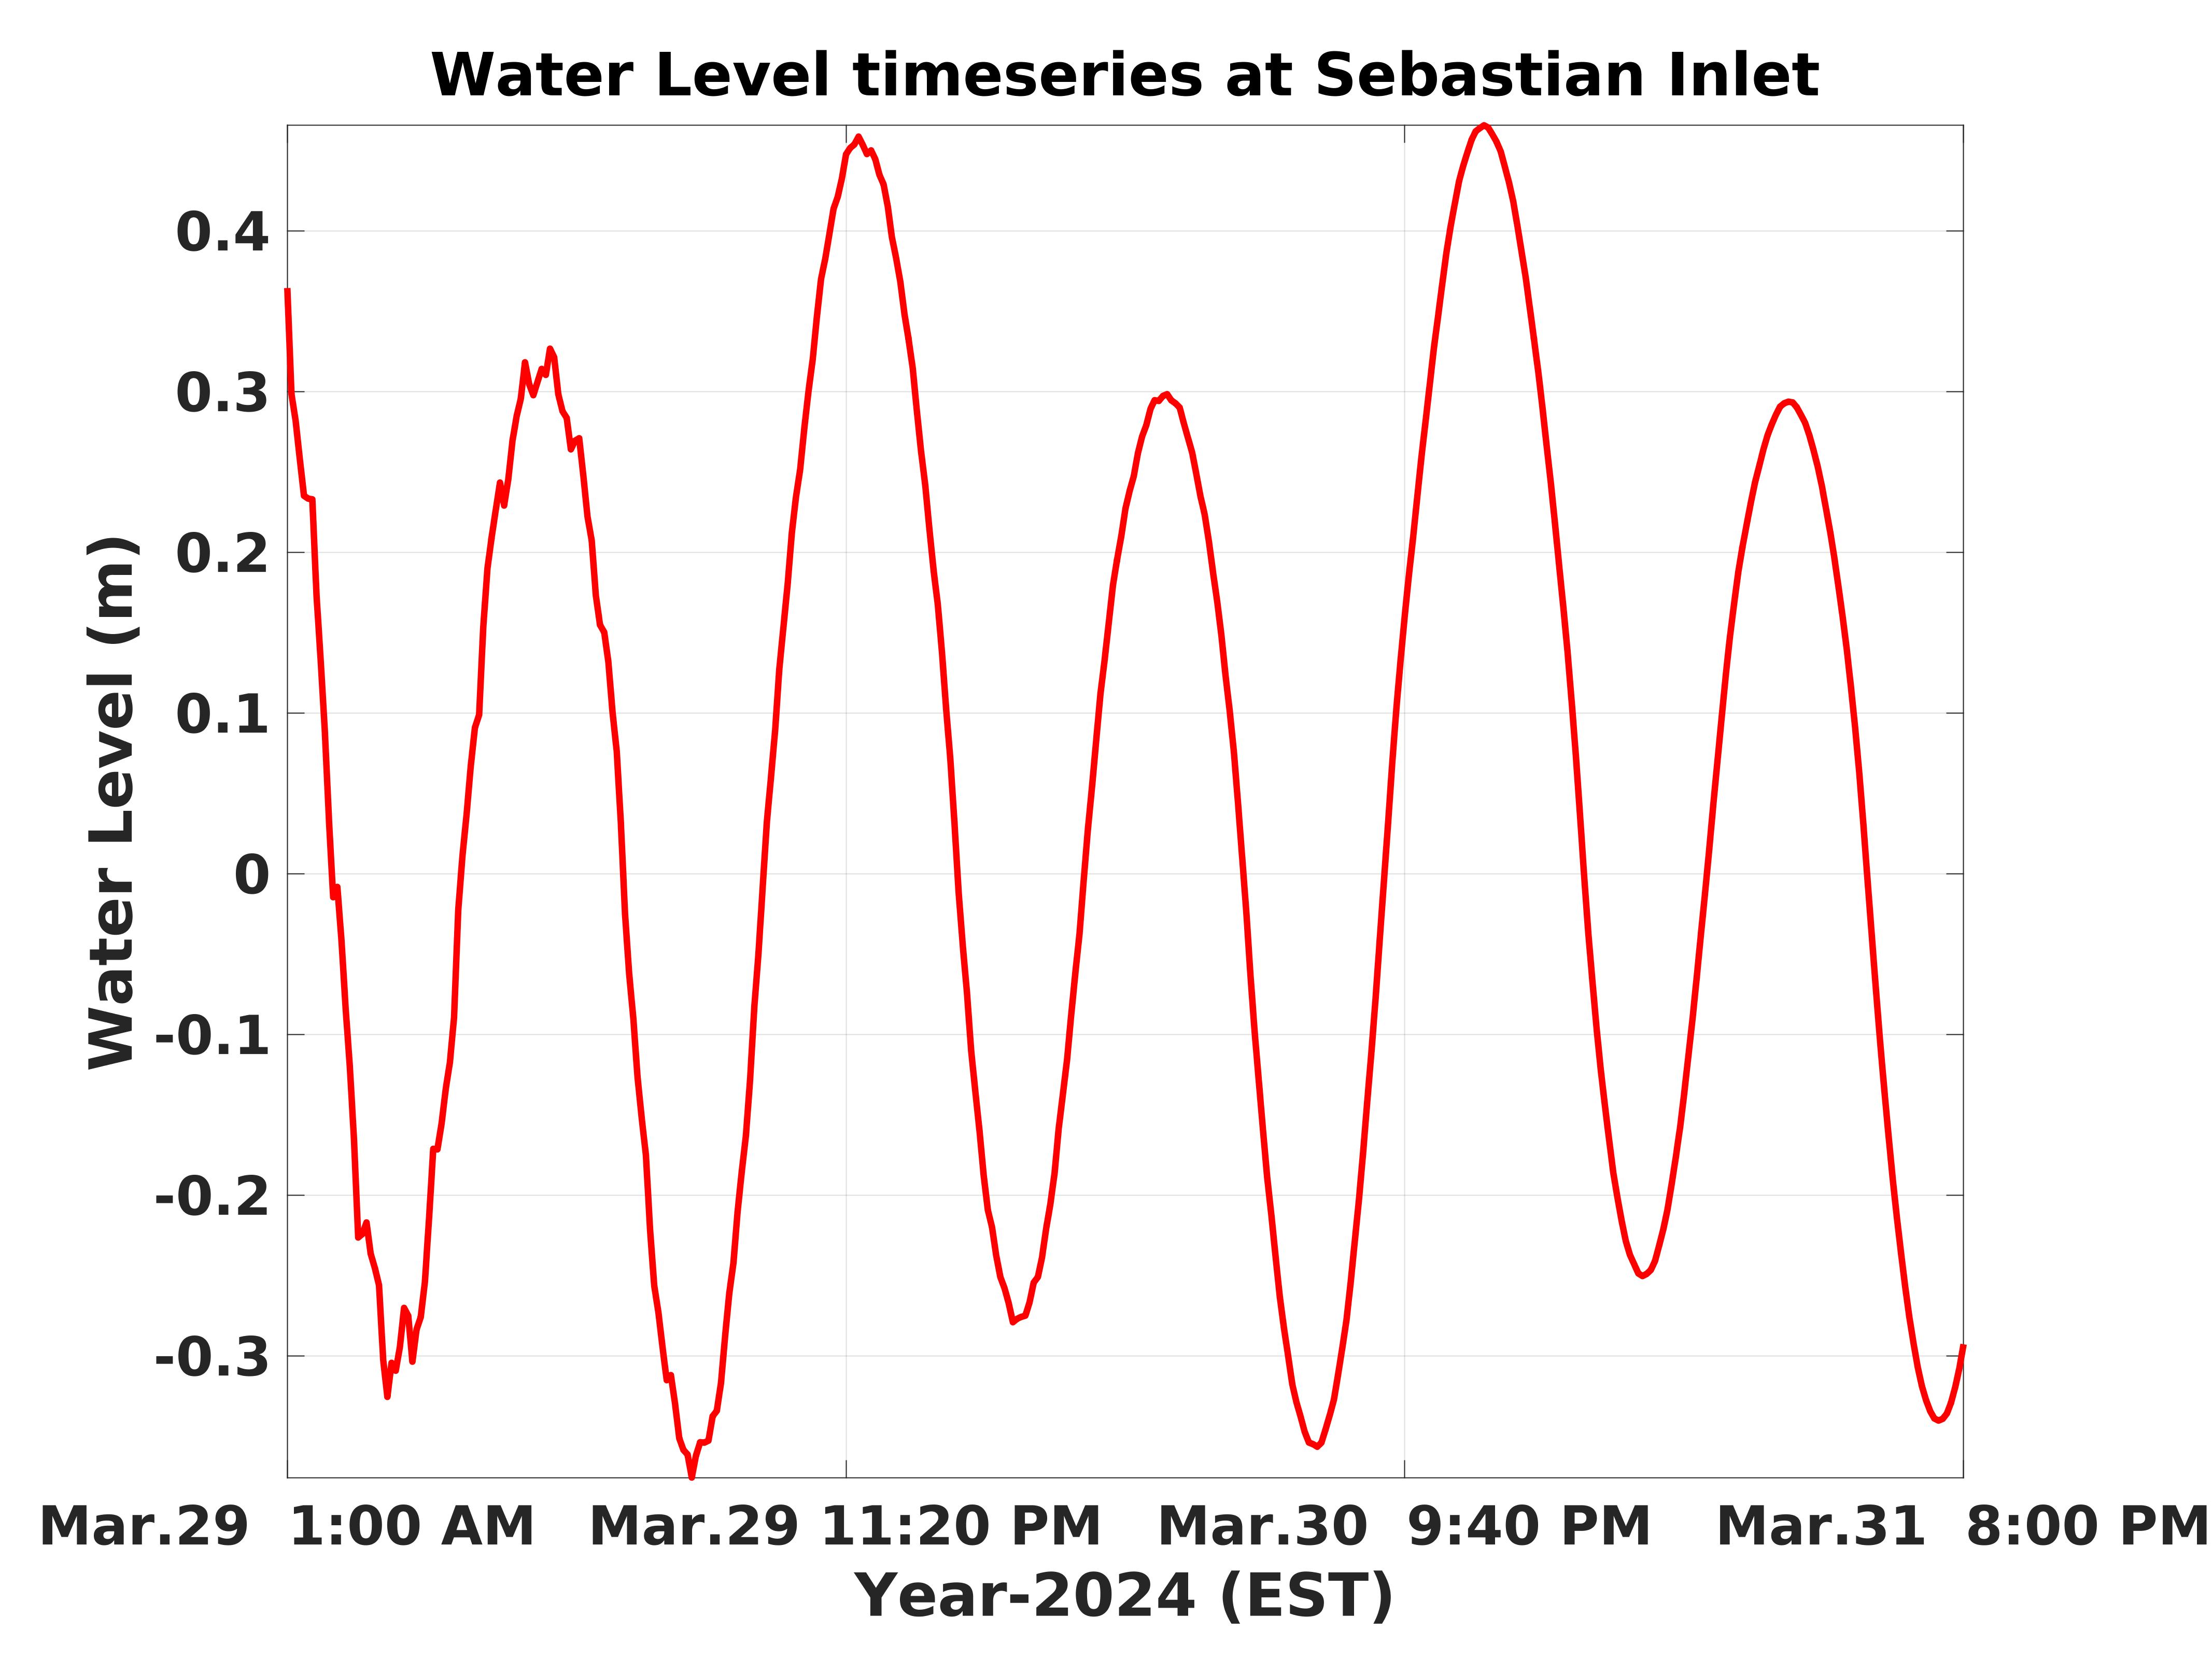 Water Level timeseries at Sebastian Inlet
0.4
0.3
0.2
0.1
0
-0.1
-0.2
-0.3
Water Level (m)
Mar.29 1:00 AM Mar.29 11:20 PM Mar.30 9:40 PM Mar.31 8:00 PM
Year-2024 (EST)